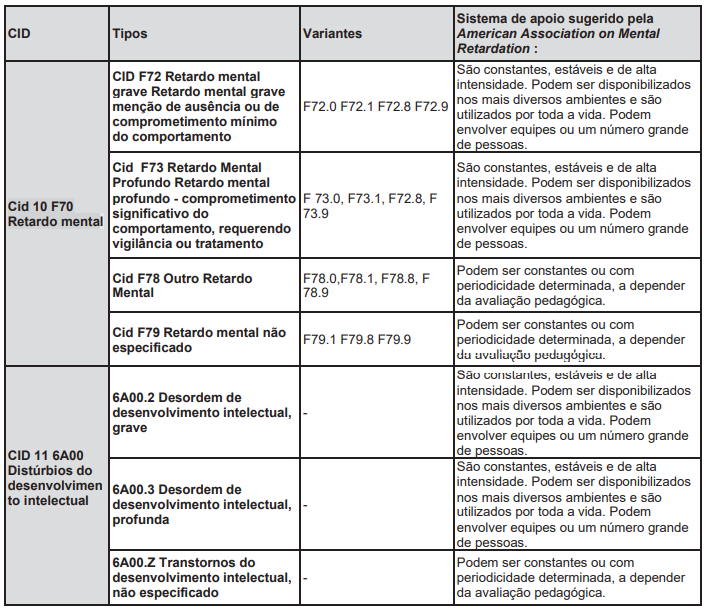 CID
Tipos
Variantes
Sistema de apoio sugerido pela
American Association on Mental
Retardation :
Cid 10 F70
Retardo mental
CID F72 Retardo mental
grave Retardo mental grave
menção de ausência ou de
comprometimento mínimo
do comportamento
F72.0 F72.1 F72.8 F72.9
São constantes, estáveis e de alta
intensidade. Podem ser disponibilizados
nos mais diversos ambientes e são
utilizados por toda a vida. Podem
envolver equipes ou um número grande
de pessoas.
Cid F73 Retardo Mental
Profundo Retardo mental
profundo - comprometimento
significativo do
comportamento, requerendo
vigilância ou tratamento
F 73.0, F73.1, F72.8, F
73.9
São constantes, estáveis e de alta
intensidade. Podem ser disponibilizados
nos mais diversos ambientes e são
utilizados por toda a vida. Podem
envolver equipes ou um número grande
de pessoas.
Cid F78 Outro Retardo
Mental
F78.0,F78.1, F78.8, F
78.9
Podem ser constantes ou com
periodicidade determinada, a depender
da avaliação pedagógica.
Cid F79 Retardo mental não
especificado
F79.1 F79.8 F79.9
Podem ser constantes ou com
periodicidade determinada, a depender
da avaliação pedagógica.
CID 11 6A00
Distúrbios do
desenvolvimen
to intelectual
6A00.2 Desordem de
desenvolvimento intelectual,
grave
-
São constantes, estáveis e de alta
intensidade. Podem ser disponibilizados
nos mais diversos ambientes e são
utilizados por toda a vida. Podem
envolver equipes ou um número grande
de pessoas.
6A00.3 Desordem de
desenvolvimento intelectual,
profunda
-
São constantes, estáveis e de alta
intensidade. Podem ser disponibilizados
nos mais diversos ambientes e são
utilizados por toda a vida. Podem
envolver equipes ou um número grande
de pessoas.
6A00.Z Transtornos do
desenvolvimento intelectual,
não especificado
-
Podem ser constantes ou com
periodicidade determinada, a depender
da avaliação pedagógica.